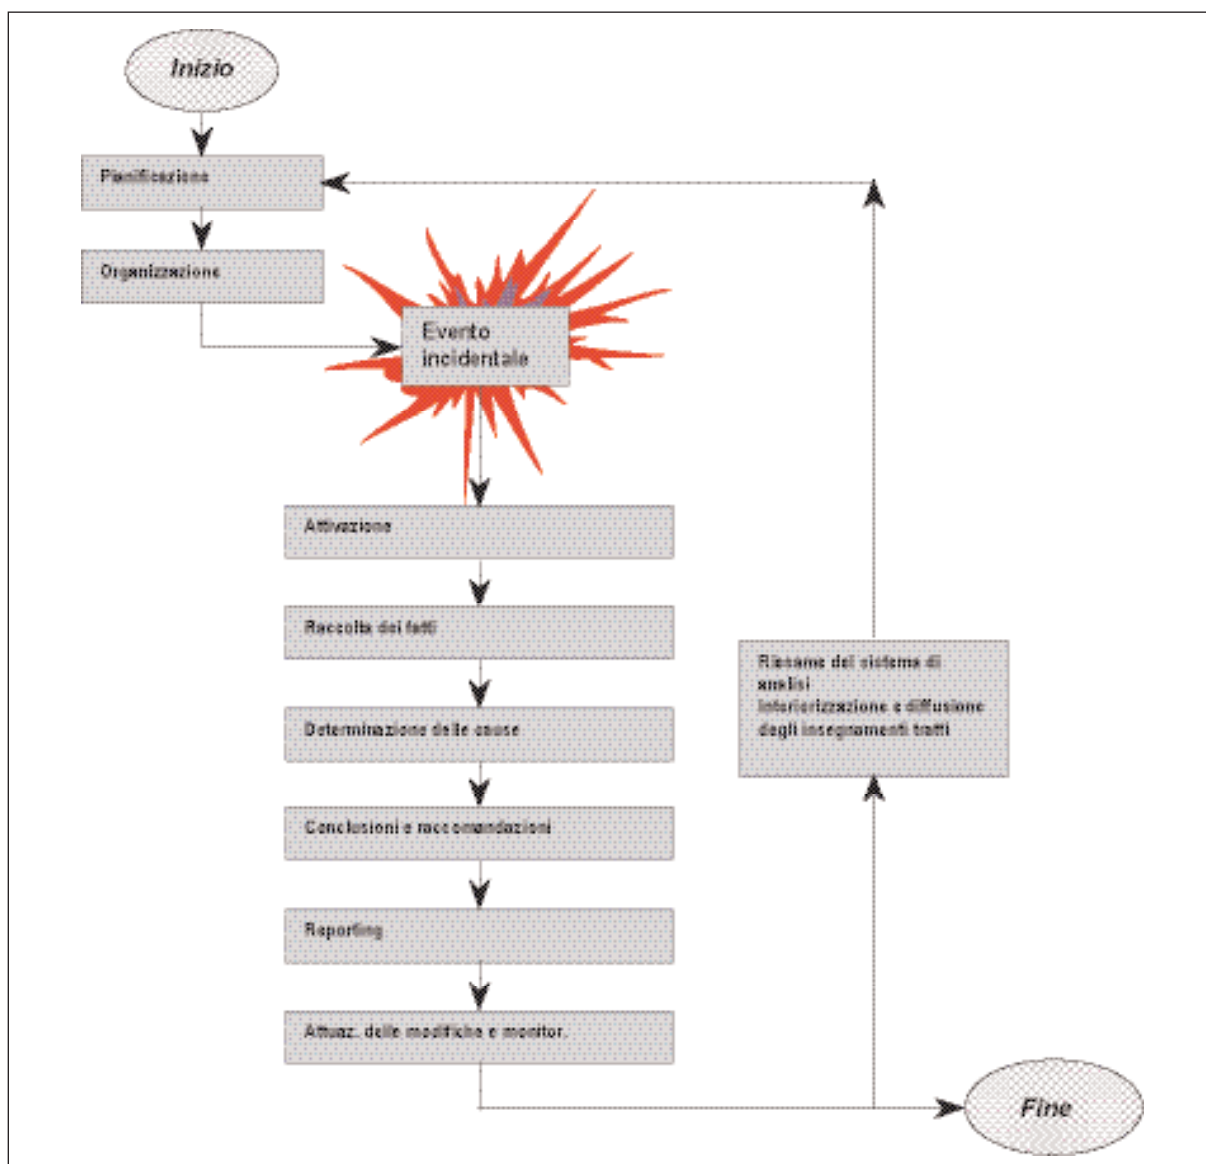 Inizio
Pianificazione
Organizzazione
Evento
incidentale
Attivazione
Raccolta dei fatti
Determinazione delle cause
Conclusioni e raccomandazioni
Reporting
Attuaz. delle modifiche e monitor.
Riesame del sistema di
analisi
Interiorizzazione e diffusione
degli insegnamenti tratti
Fine